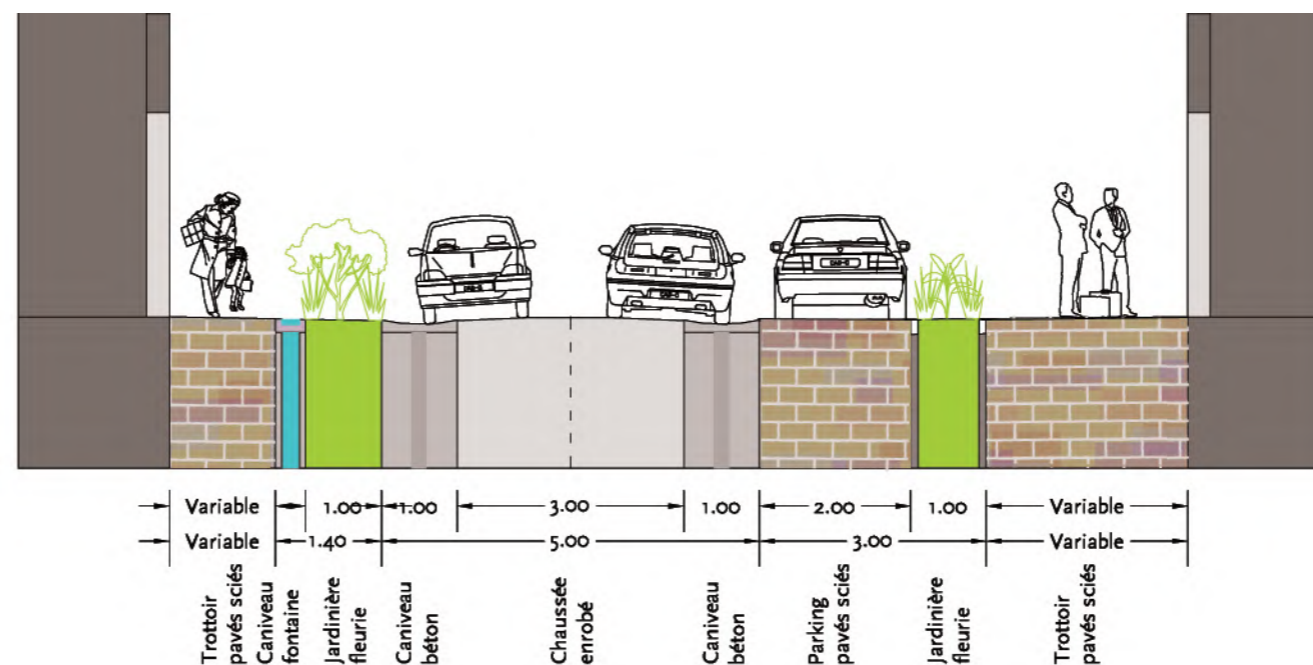 Variable 1.00 1.00 3.00 1.00 2.00 1.00 Variable
Variable 1.40 5.00 3.00 Variable
Trottoir
pavés sciés
Caniveau
fontaine
Jardinière
fleurie
Caniveau
béton
Chaussée
enrobé
Caniveau
béton
Parking
pavés sciés
Jardinière
fleurie
Trottoir
pavés sciés